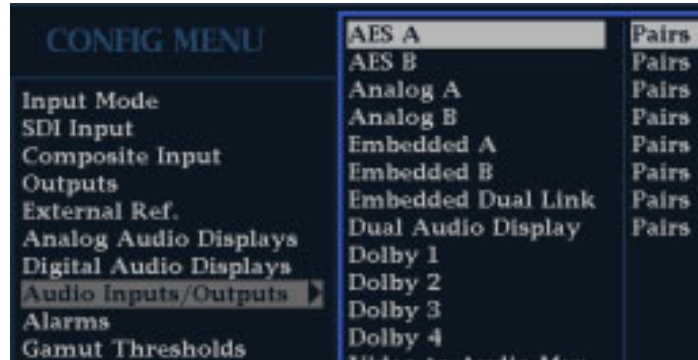 CONFIG MENU
Input Mode
SDI Input
Composite Input
Outputs
External Ref.
Analog Audio Displays
Digital Audio Displays
Audio Inputs/Outputs
Alarms
Gamut Thresholds
AES A Pairs
AES B Pairs
Analog A Pairs
Analog B Pairs
Embedded A Pairs
Embedded B Pairs
Embedded Dual Link Pairs
Dual Audio Display Pairs
Dolby 1
Dolby 2
Dolby 3
Dolby 4